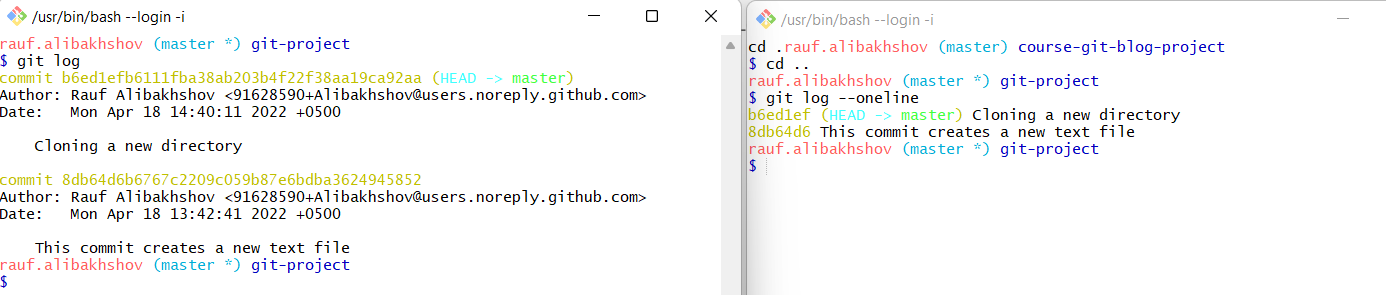 /usr/bin/bash --login -i
rauf.alibakhshov (master *) git-project
$ git log
commit b6ed1efb6111fba38ab203b4f22f38aa19ca92aa (HEAD -> master)
Author: Rauf Alibakhshov <91628590+Alibakhshov@users.noreply.github.com>
Date:   Mon Apr 18 14:40:11 2022 +0500
Cloning a new directory
commit 8db64d6b6767c2209c059b87e6bdba3624945852
Author: Rauf Alibakhshov <91628590+Alibakhshov@users.noreply.github.com>
Date:   Mon Apr 18 13:42:41 2022 +0500
This commit creates a new text file
rauf.alibakhshov (master *) git-project
$
/usr/bin/bash --login -i
cd .rauf.alibakhshov (master) course-git-blog-project
$ cd ..
rauf.alibakhshov (master *) git-project
$ git log --oneline
b6ed1ef (HEAD -> master) Cloning a new directory
8db64d6 This commit creates a new text file
rauf.alibakhshov (master *) git-project
$